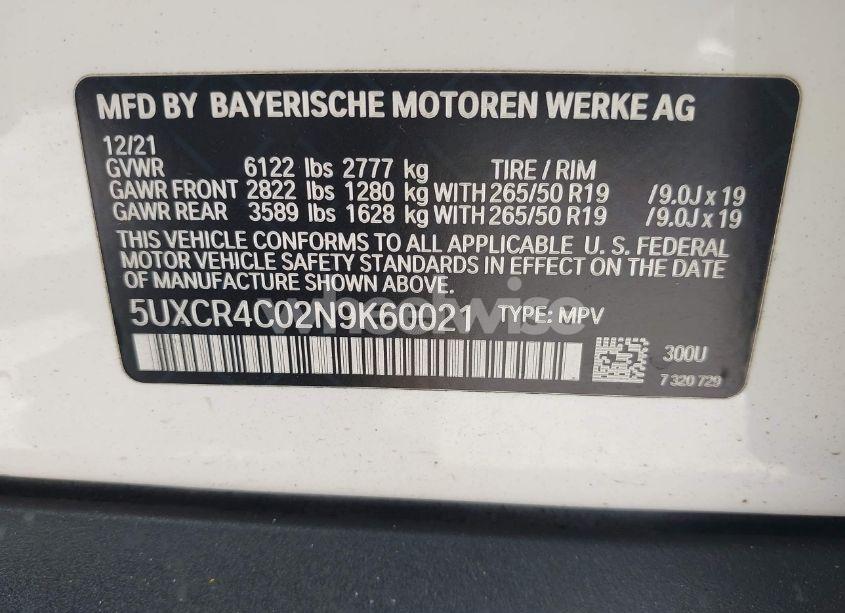 MFD BY BAYERISCHE MOTOREN WERKE AG
12/21
GVWR 6122 lbs 2777 kg TIRE / RIM
GAWR FRONT 2822 lbs 1280 kg WITH 265/50 R19 /9.0J x 19
GAWR REAR 3589 lbs 1628 kg WITH 265/50 R19 /9.0J x 19
THIS VEHICLE CONFORMS TO ALL APPLICABLE U. S. FEDERAL
MOTOR VEHICLE SAFETY STANDARDS IN EFFECT ON THE DATE
OF MANUFACTURE SHOWN ABOVE.
5UXCR4C02N9K60021 TYPE: MPV
wheelwise
300U
7 320 729